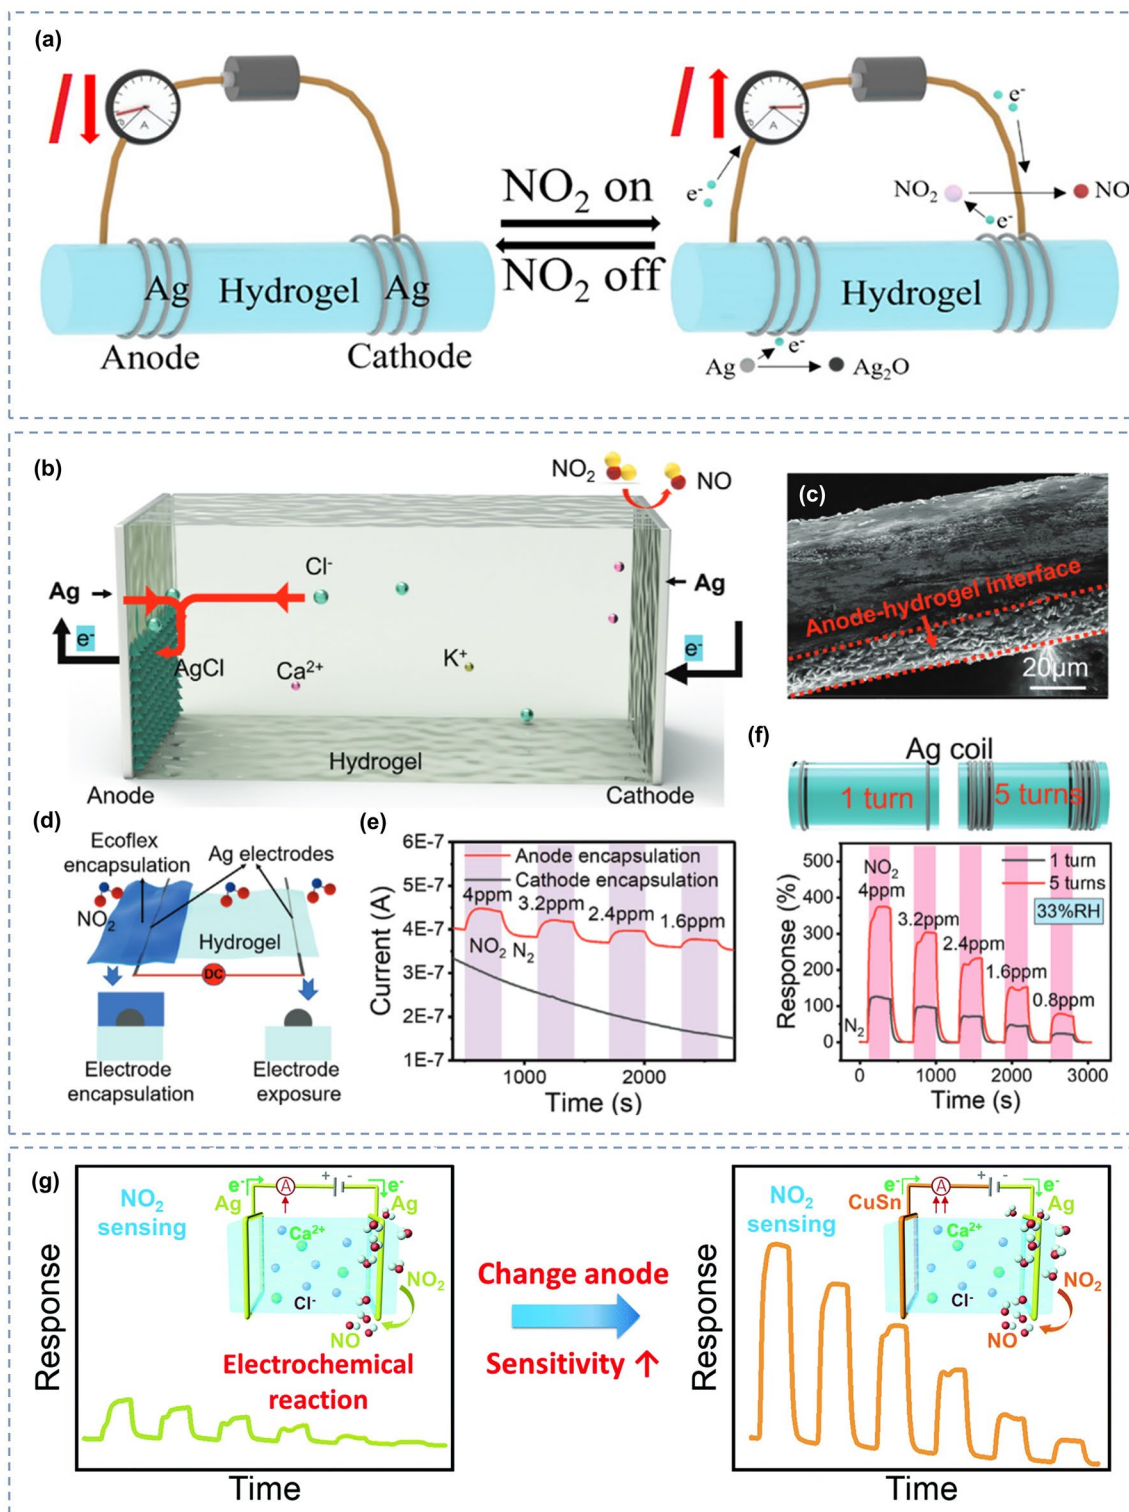 (a)
A
Ag
Hydrogel
Ag
Anode
Cathode
NO₂ on
NO₂ off
A
e⁻
e⁻
NO₂
NO
e⁻
Hydrogel
e⁻
Ag
Ag₂O
(b)
NO₂
NO
Ag
Cl⁻
Ag
e⁻
AgCl
Ca²⁺
K⁺
e⁻
Hydrogel
Anode
Cathode
(c)
Anode-hydrogel interface
20μm
(d)
Ecoflex
encapsulation
Ag electrodes
NO₂
Hydrogel
DC
Electrode
encapsulation
Electrode
exposure
(e)
6E-7
5E-7
4E-7
3E-7
2E-7
1E-7
Current (A)
Anode encapsulation
Cathode encapsulation
4ppm
3.2ppm
2.4ppm
1.6ppm
NO₂ N₂
1000
2000
Time (s)
(f)
Ag coil
1 turn
5 turns
500
400
300
200
100
0
Response (%)
NO₂
4ppm
3.2ppm
2.4ppm
1.6ppm
0.8ppm
1 turn
5 turns
33%RH
N₂
0
1000
2000
3000
Time (s)
(g)
NO₂
sensing
e⁻
A
+
-
e⁻
Ag
Ag
Ca²⁺
Cl⁻
NO₂
NO
Electrochemical
reaction
Response
Time
Change anode
Sensitivity ↑
NO₂
sensing
e⁻
A
+
-
e⁻
CuSn
Ag
Ca²⁺
Cl⁻
NO₂
NO
Response
Time